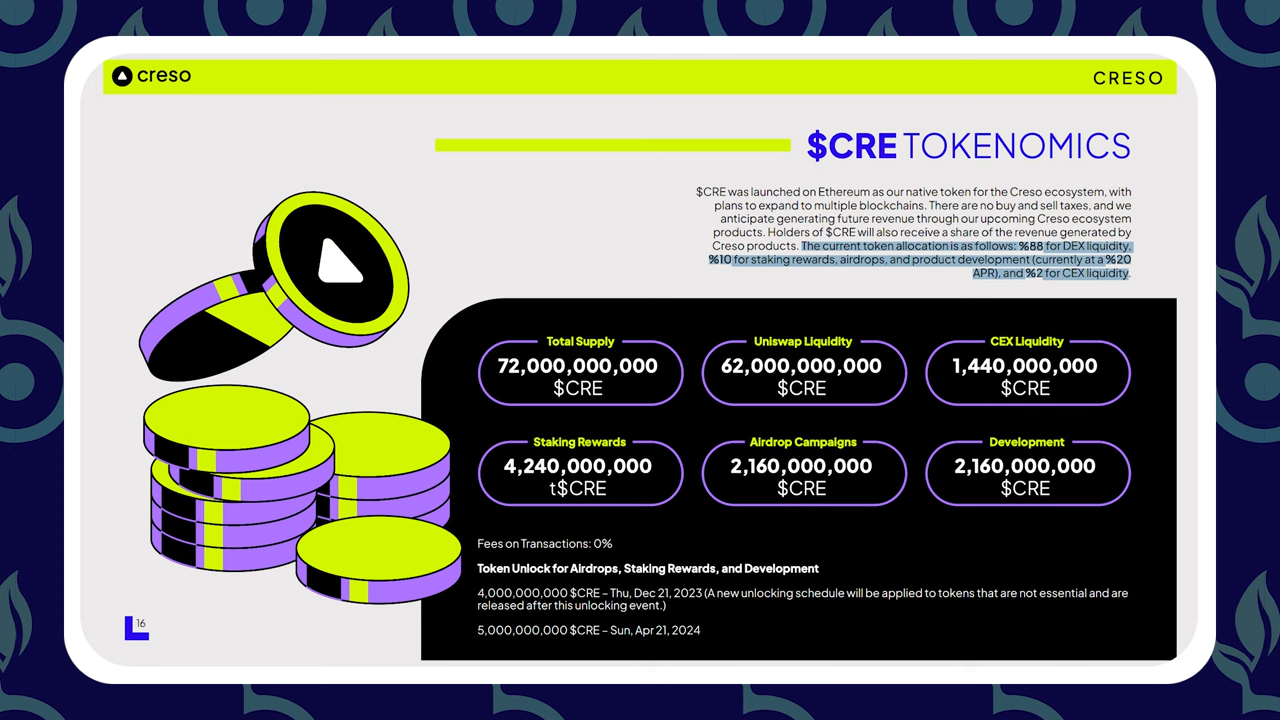 creso
CRESO
$CRE TOKENOMICS
$CRE was launched on Ethereum as our native token for the Creso ecosystem, with
plans to expand to multiple blockchains. There are no buy and sell taxes, and we
anticipate generating future revenue through our upcoming Creso ecosystem
products. Holders of $CRE will also receive a share of the revenue generated by
Creso products. The current token allocation is as follows: %88 for DEX liquidity,
%10 for staking rewards, airdrops, and product development (currently at a %20
APR), and %2 for CEX liquidity.
Total Supply
72,000,000,000
$CRE
Uniswap Liquidity
62,000,000,000
$CRE
CEX Liquidity
1,440,000,000
$CRE
Staking Rewards
4,240,000,000
t$CRE
Airdrop Campaigns
2,160,000,000
$CRE
Development
2,160,000,000
$CRE
Fees on Transactions: 0%
Token Unlock for Airdrops, Staking Rewards, and Development
4,000,000,000 $CRE – Thu, Dec 21, 2023 (A new unlocking schedule will be applied to tokens that are not essential and are
released after this unlocking event.)
5,000,000,000 $CRE – Sun, Apr 21, 2024
16